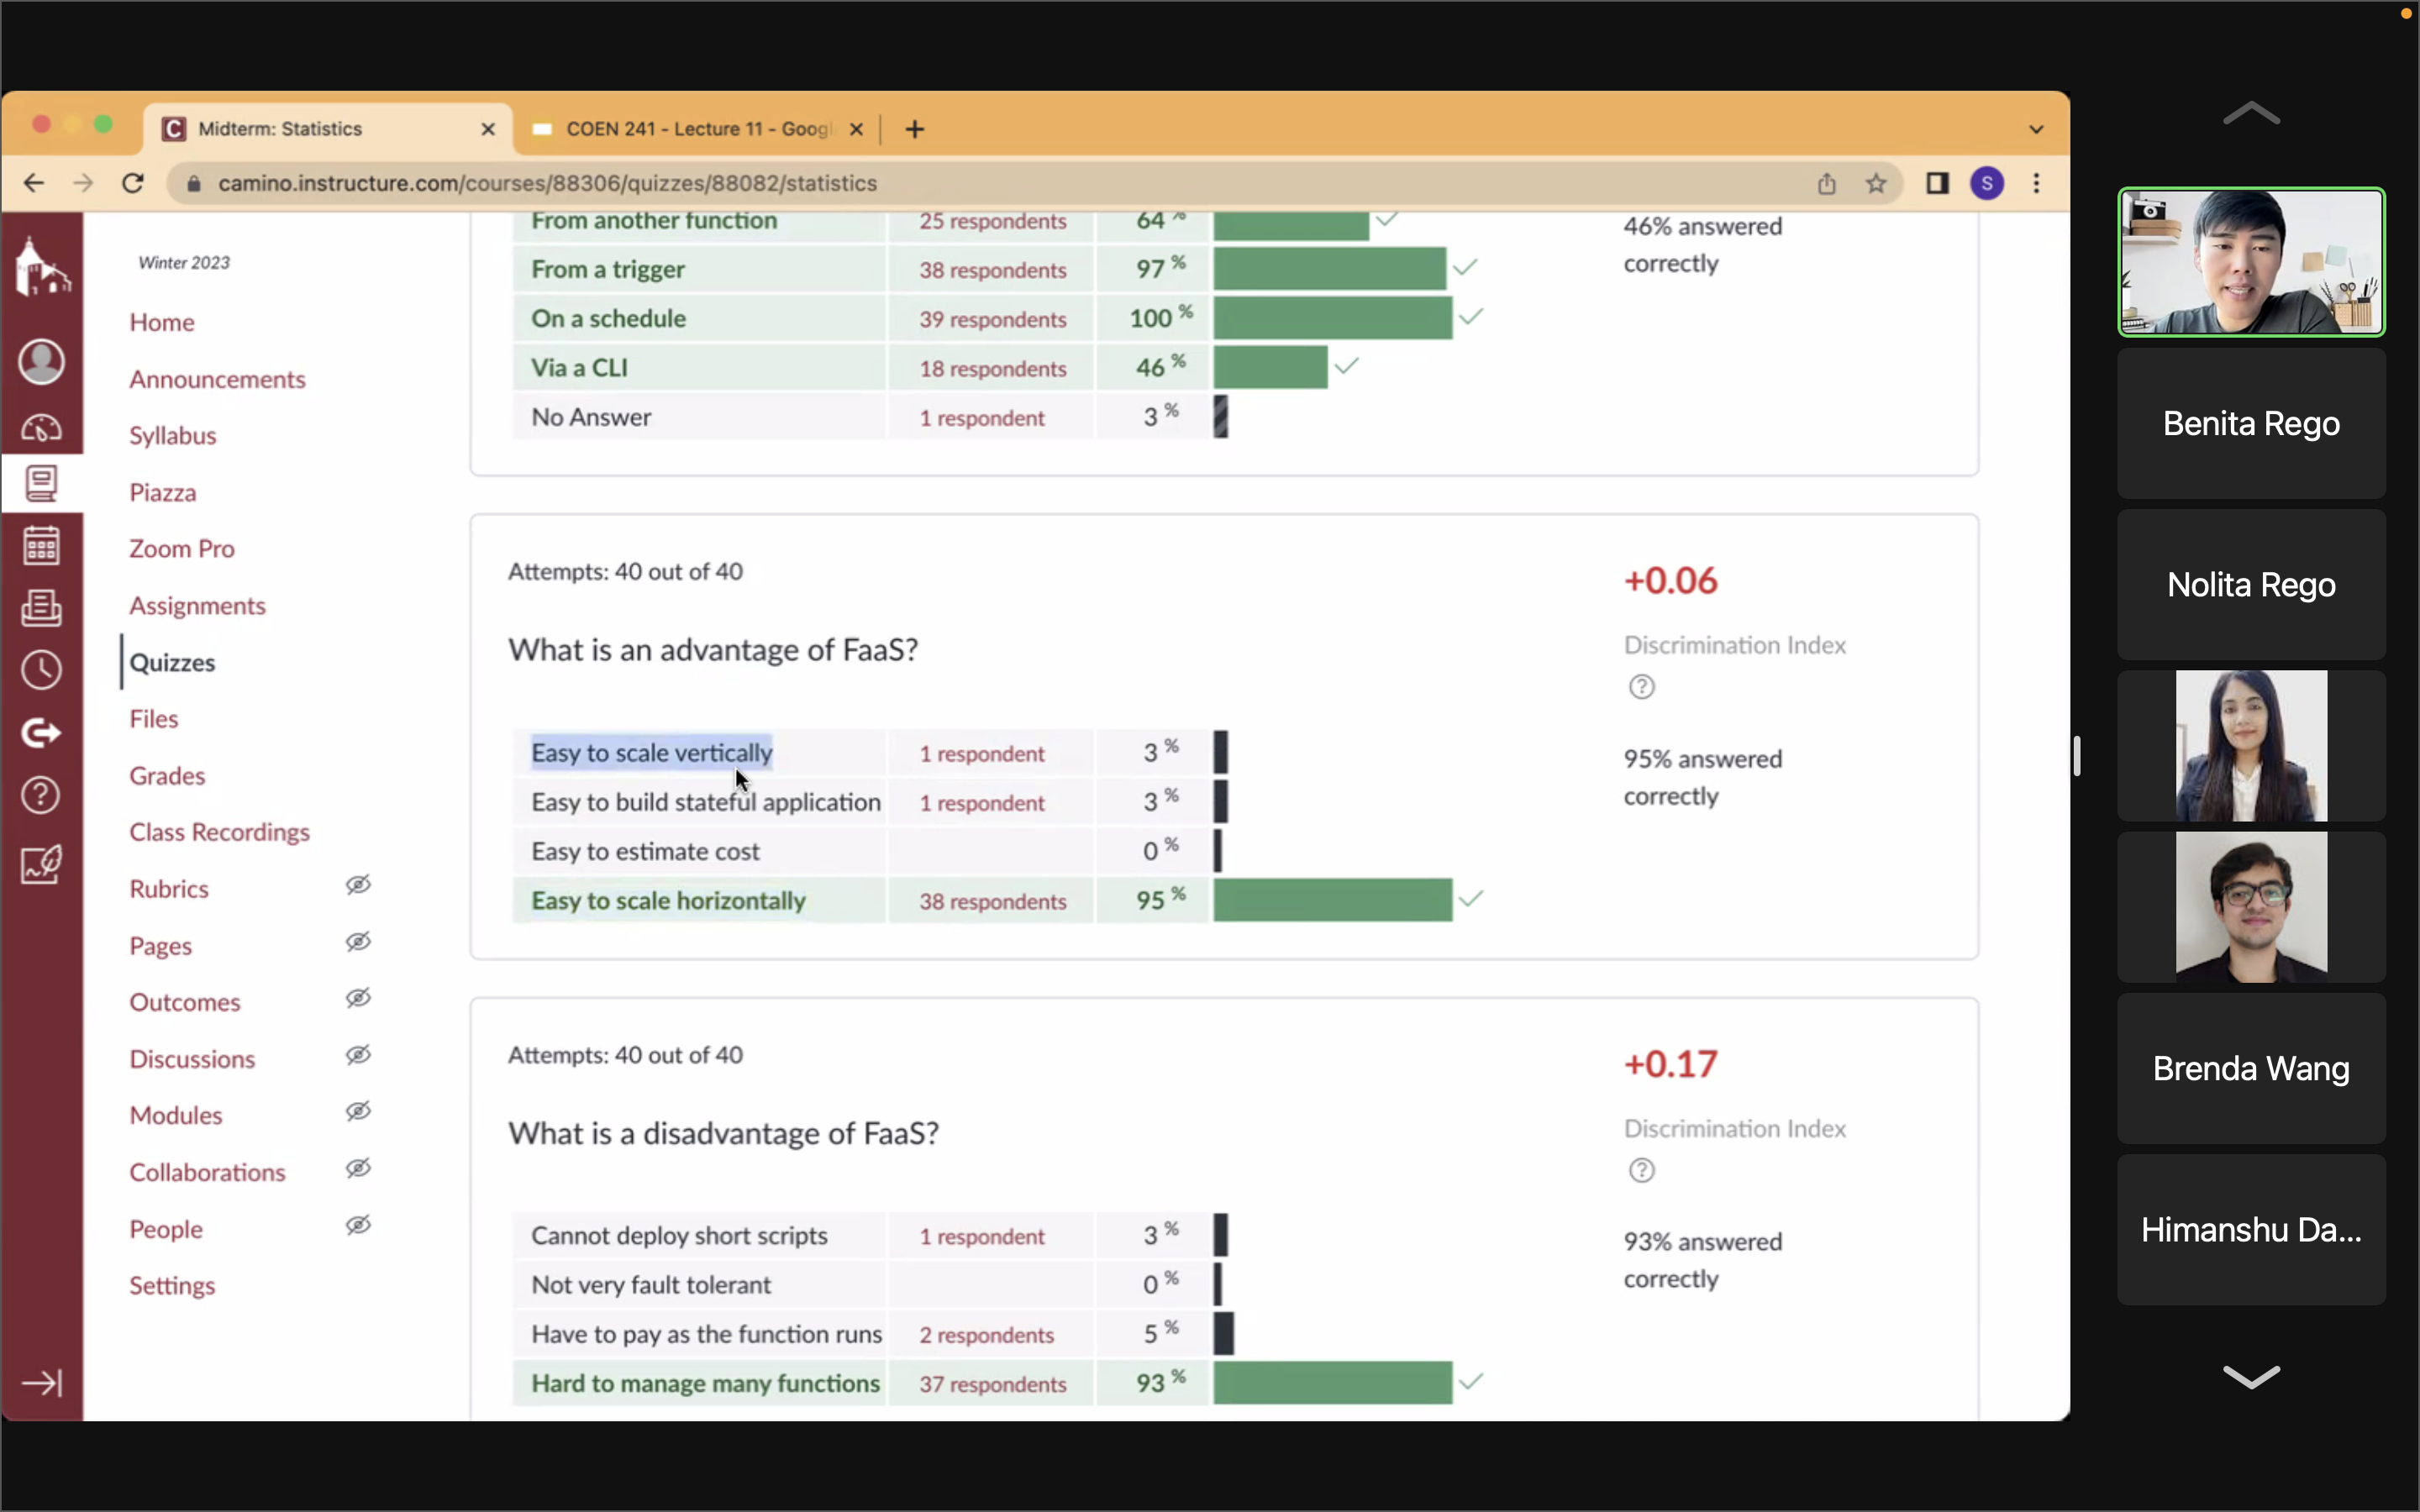 Midterm: Statistics
COEN 241 - Lecture 11 - Googl
camino.instructure.com/courses/88306/quizzes/88082/statistics
S
Winter 2023
Home
Announcements
Syllabus
Piazza
Zoom Pro
Assignments
Quizzes
Files
Grades
Class Recordings
Rubrics
Pages
Outcomes
Discussions
Modules
Collaborations
People
Settings
From another function 25 respondents 64 %
From a trigger 38 respondents 97 %
On a schedule 39 respondents 100 %
Via a CLI 18 respondents 46 %
No Answer 1 respondent 3 %
46% answered
correctly
Attempts: 40 out of 40
What is an advantage of FaaS?
Easy to scale vertically 1 respondent 3 %
Easy to build stateful application 1 respondent 3 %
Easy to estimate cost 0 %
Easy to scale horizontally 38 respondents 95 %
+0.06
Discrimination Index
?
95% answered
correctly
Attempts: 40 out of 40
What is a disadvantage of FaaS?
Cannot deploy short scripts 1 respondent 3 %
Not very fault tolerant 0 %
Have to pay as the function runs 2 respondents 5 %
Hard to manage many functions 37 respondents 93 %
+0.17
Discrimination Index
?
93% answered
correctly
Benita Rego
Nolita Rego
Brenda Wang
Himanshu Da...